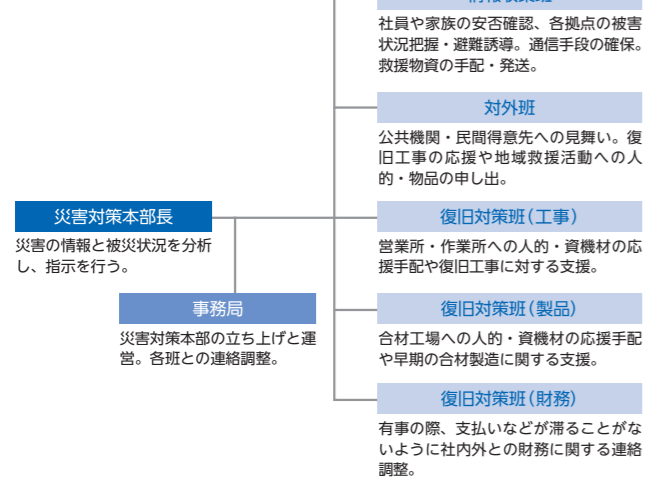 社員や家族の安否確認、各拠点の被害
状況把握・避難誘導。通信手段の確保。
救援物資の手配・発送。
対外班
公共機関・民間得意先への見舞い。復
旧工事の応援や地域救援活動への人
的・物品の申し出。
災害対策本部長
災害の情報と被災状況を分析
し、指示を行う。
事務局
災害対策本部の立ち上げと運
営。各班との連絡調整。
復旧対策班(工事)
営業所・作業所への人的・資機材の応
援手配や復旧工事に対する支援。
復旧対策班(製品)
合材工場への人的・資機材の応援手配
や早期の合材製造に関する支援。
復旧対策班(財務)
有事の際、支払いなどが滞ることがな
いように社内外との財務に関する連絡
調整。